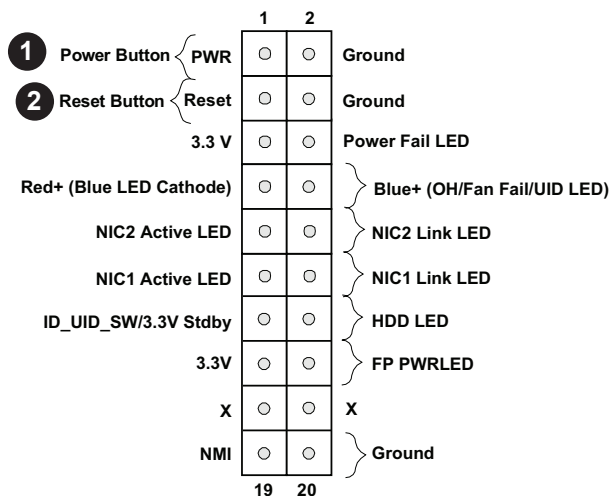 1 2
1 Power Button PWR Ground
2 Reset Button Reset Ground
3.3 V Power Fail LED
Red+ (Blue LED Cathode) Blue+ (OH/Fan Fail/UID LED)
NIC2 Active LED NIC2 Link LED
NIC1 Active LED NIC1 Link LED
ID_UID_SW/3.3V Stdby HDD LED
3.3V FP PWRLED
X X
NMI Ground
19 20